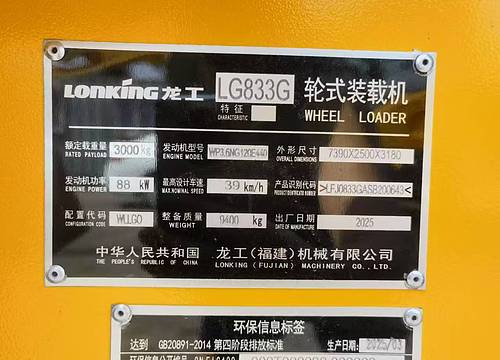 LONKING 龙工 LG833G 轮式装载机
特征
CHARACTERISTIC
WHEEL LOADER
额定载重量 3000 kg 发动机型号 WP3.6NG120E440 外形尺寸 7390X2500X3180
RATED PAYLOAD ENGINE MODEL OVERALL DIMENSIONS
发动机功率 88 kW 最高设计车速 39 km/h 产品识别代码 >LFJ0833GASB200643<
ENGINE POWER MAX.DESIGN SPEED PRODUCT IDENTIFICATION NUMBER
配置代码 WLLGO 整备质量 9400 kg 出厂日期 2025
CONFIGURATION CODE WEIGHT DATE OF MANUFACTURE
中华人民共和国 龙工(福建)机械有限公司
THE PEOPLE'S REPUBLIC OF CHINA LONKING (FUJIAN) MACHINERY CO.,LTD.
环保信息标签
达到 GB20891-2014 第四阶段排放标准 生产日期: 2025/03